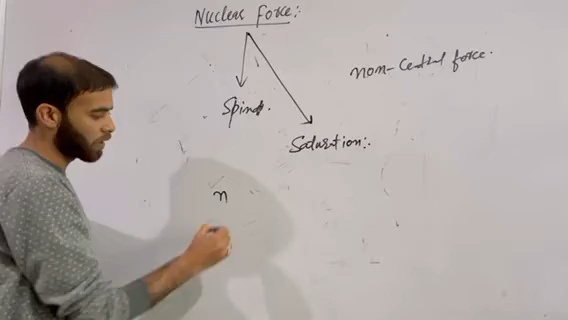 Nuclear Force:-
non-Central force.
Spin.
Saturation:-
n